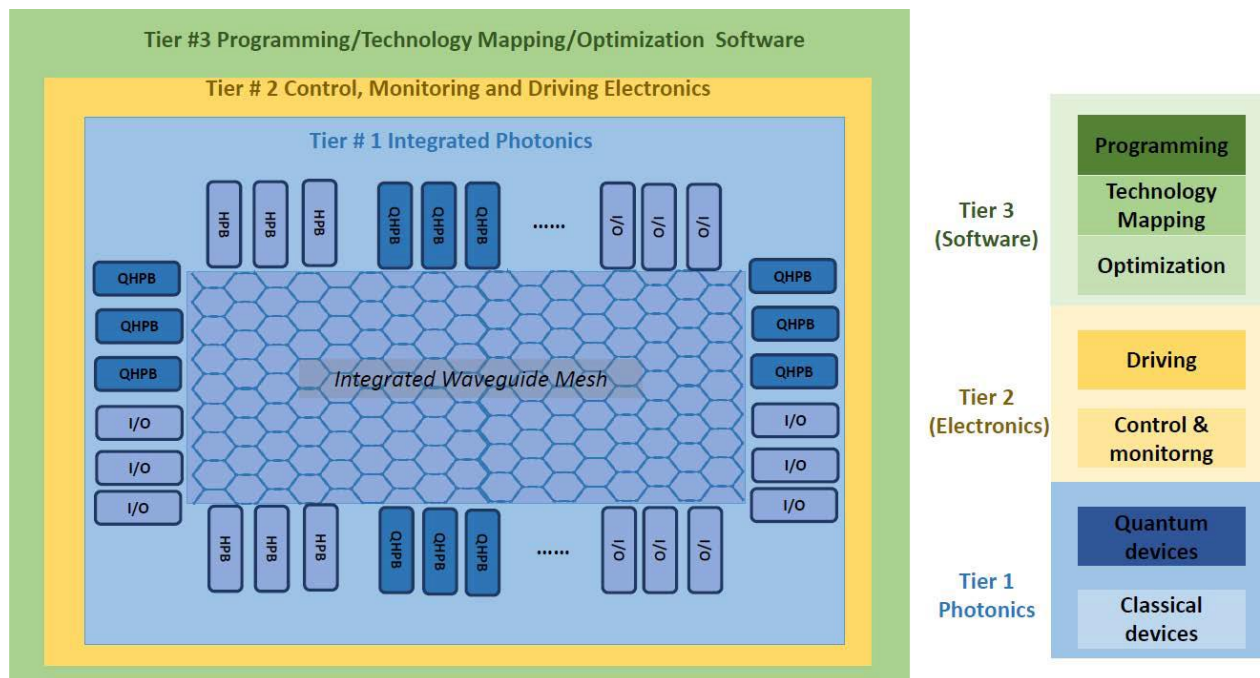 Tier #3 Programming/Technology Mapping/Optimization Software
Tier # 2 Control, Monitoring and Driving Electronics
Tier # 1 Integrated Photonics
HPB
HPB
HPB
QHPB
QHPB
QHPB
......
I/O
I/O
I/O
QHPB
QHPB
QHPB
I/O
I/O
I/O
Integrated Waveguide Mesh
QHPB
QHPB
QHPB
I/O
I/O
I/O
HPB
HPB
HPB
QHPB
QHPB
QHPB
......
I/O
I/O
I/O
Tier 3
(Software)
Programming
Technology
Mapping
Optimization
Tier 2
(Electronics)
Driving
Control &
monitorng
Tier 1
Photonics
Quantum
devices
Classical
devices